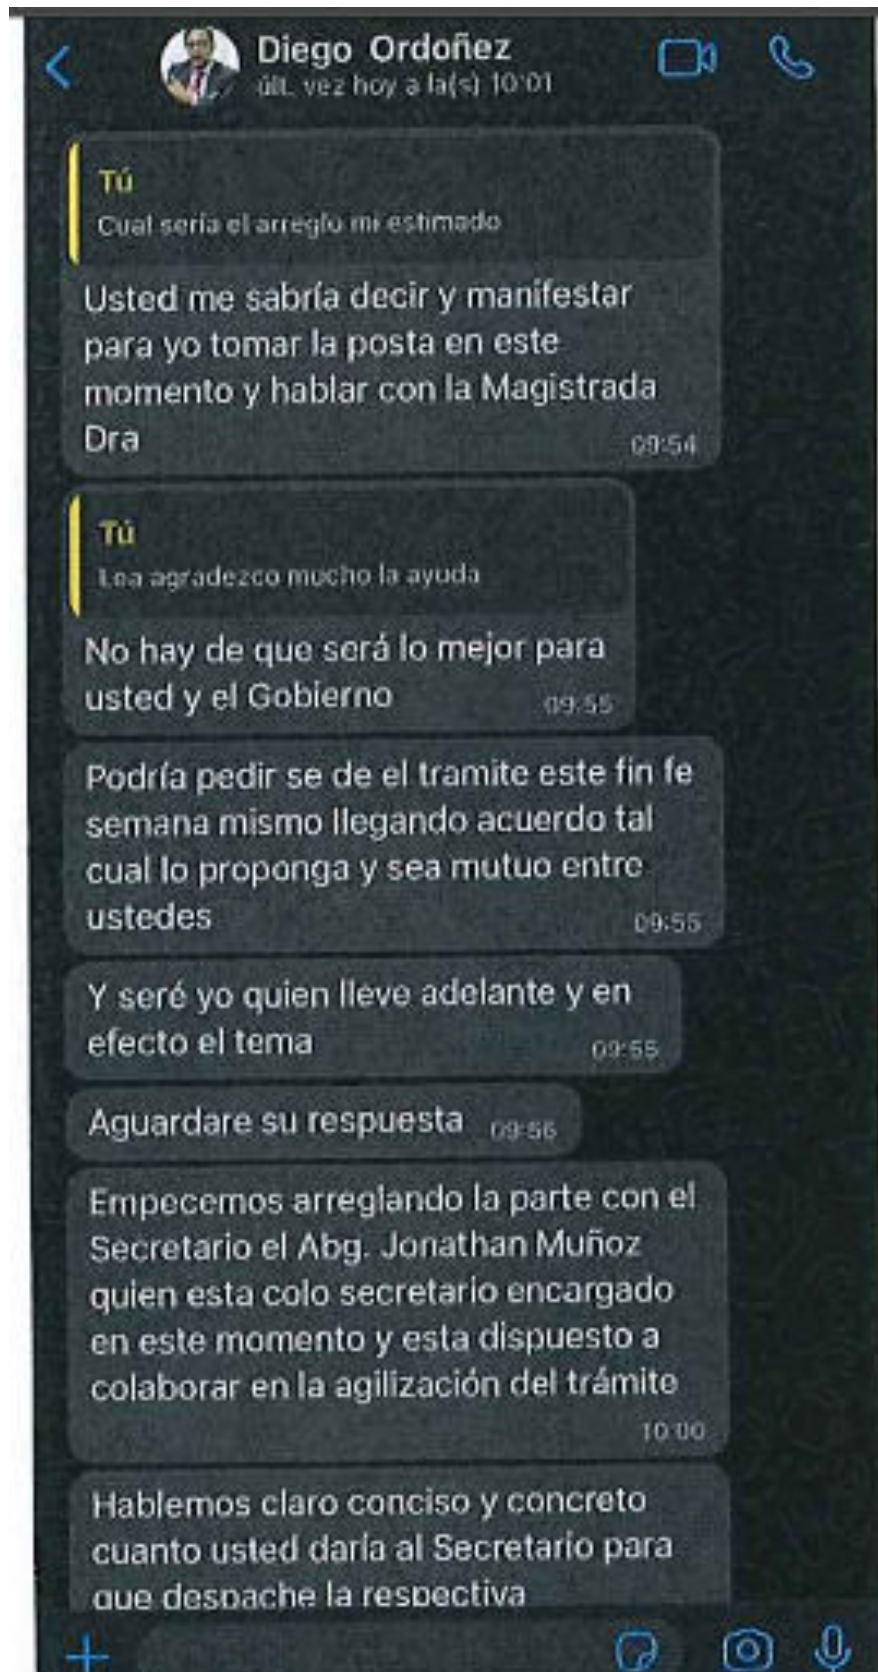 Diego Ordoñez
últ. vez hoy a la(s) 10:01
Tú
Cual sería el arreglo mi estimado
Usted me sabría decir y manifestar
para yo tomar la posta en este
momento y hablar con la Magistrada
Dra
09:54
Tú
Lea agradezco mucho la ayuda
No hay de que será lo mejor para
usted y el Gobierno
09:55
Podría pedir se de el tramite este fin fe
semana mismo llegando acuerdo tal
cual lo proponga y sea mutuo entre
ustedes
09:55
Y seré yo quien lleve adelante y en
efecto el tema
09:55
Aguardare su respuesta 09:56
Empecemos arreglando la parte con el
Secretario el Abg. Jonathan Muñoz
quien esta colo secretario encargado
en este momento y esta dispuesto a
colaborar en la agilización del trámite
10:00
Hablemos claro conciso y concreto
cuanto usted daría al Secretario para
que despache la respectiva